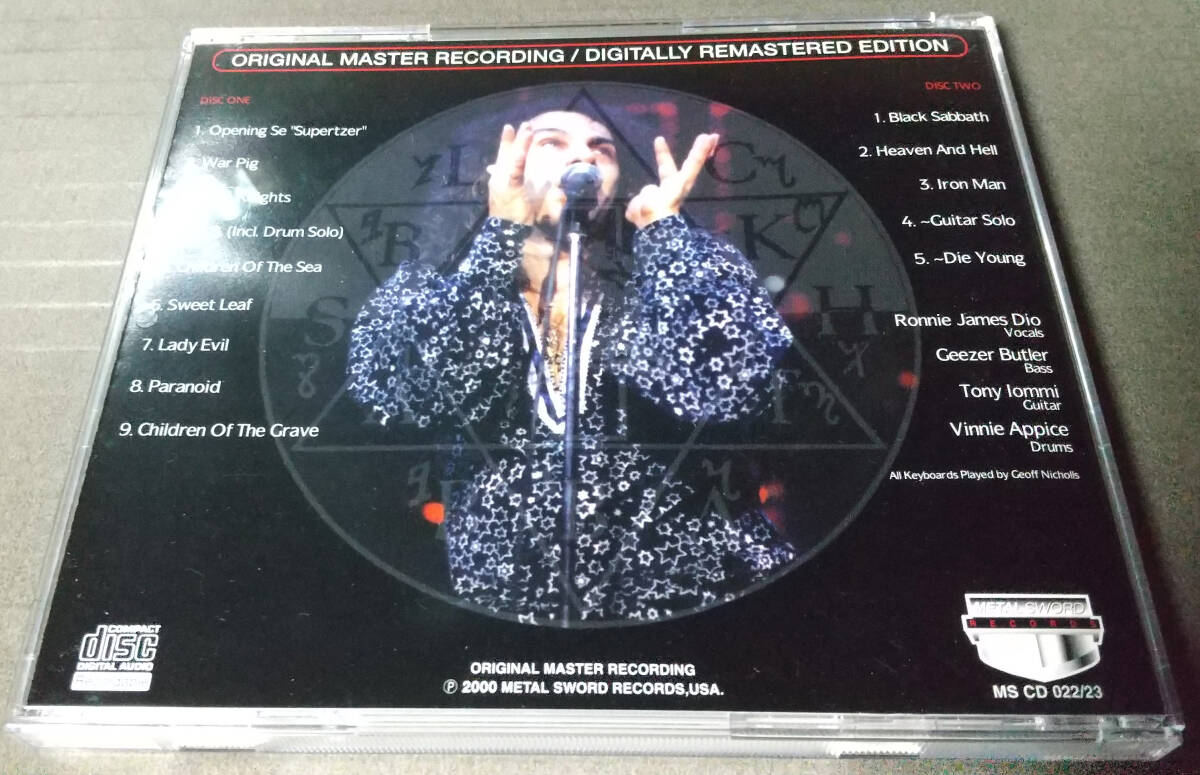 ORIGINAL MASTER RECORDING / DIGITALLY REMASTERED EDITION
DISC ONE
1. Opening Se "Supertzer"
War Pig
(Incl. Drum Solo)
Children Of The Sea
6. Sweet Leaf
7. Lady Evil
8. Paranoid
9. Children Of The Grave
DISC TWO
1. Black Sabbath
2. Heaven And Hell
3. Iron Man
4. ~Guitar Solo
5. ~Die Young
Ronnie James Dio
Vocals
Geezer Butler
Bass
Tony Iommi
Guitar
Vinnie Appice
Drums
All Keyboards Played by Geoff Nicholls
COMPACT
disc
DIGITAL AUDIO
ORIGINAL MASTER RECORDING
℗ 2000 METAL SWORD RECORDS,USA.
METAL SWORD
RECORDS
MS CD 022/23